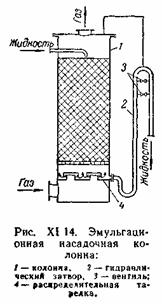 Газ
Жидкость
1
Жидкость
3
2
Газ
4
Рис. XI 14. Эмульгаци-
онная насадочная ко-
лонна:
1 — колонна. 2 — гидравли-
ческий затвор, 3 — вентиль;
4 — распределительная та-
релка.